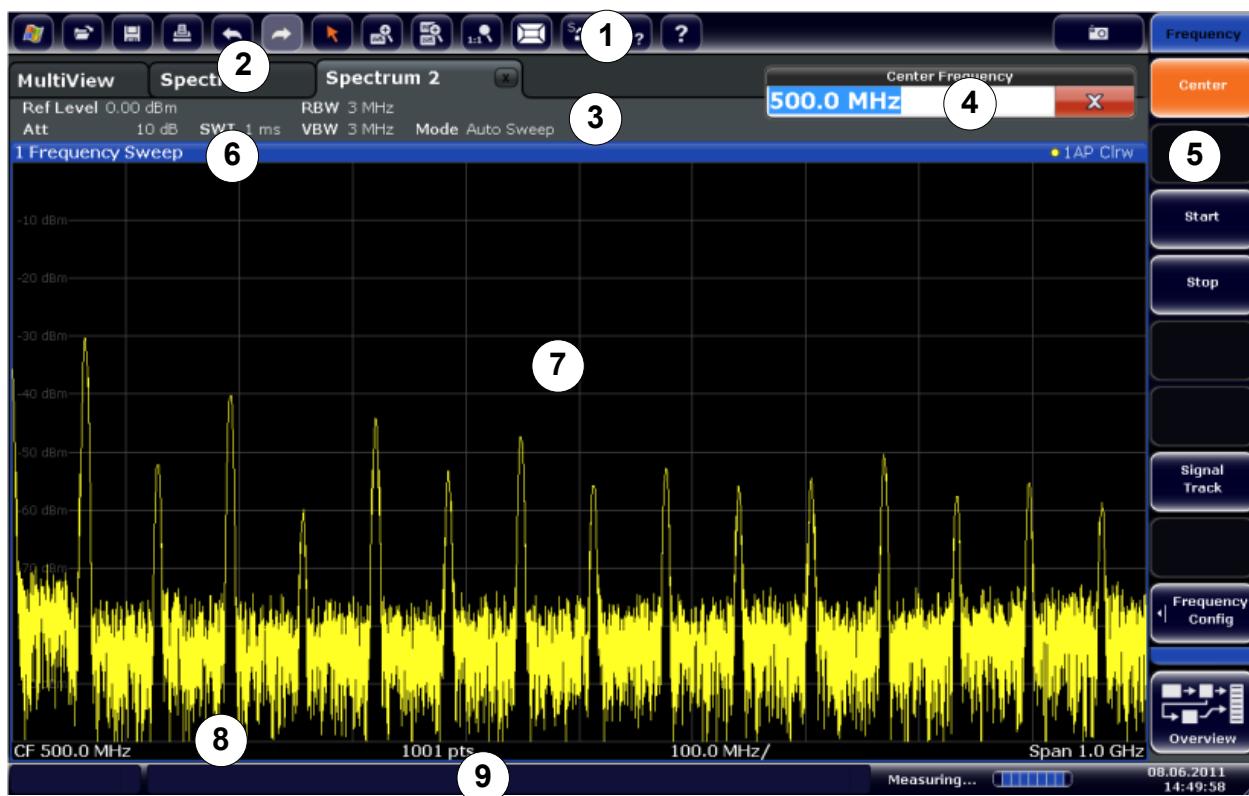 1:1
S
?
?
1
Frequency
MultiView
2
Spectrum 2
x
Center Frequency
500.0 MHz
X
4
Center
Ref Level 0.00 dBm
RBW 3 MHz
3
Att 10 dB SWT 1 ms VBW 3 MHz Mode Auto Sweep
1 Frequency Sweep
6
1AP Clrw
5
-10 dBm
Start
-20 dBm
Stop
-30 dBm
7
-40 dBm
-50 dBm
Signal
Track
-60 dBm
-70 dBm
Frequency
Config
Overview
CF 500.0 MHz
8
1001 pts
100.0 MHz/
Span 1.0 GHz
9
Measuring...
08.06.2011
14:49:58